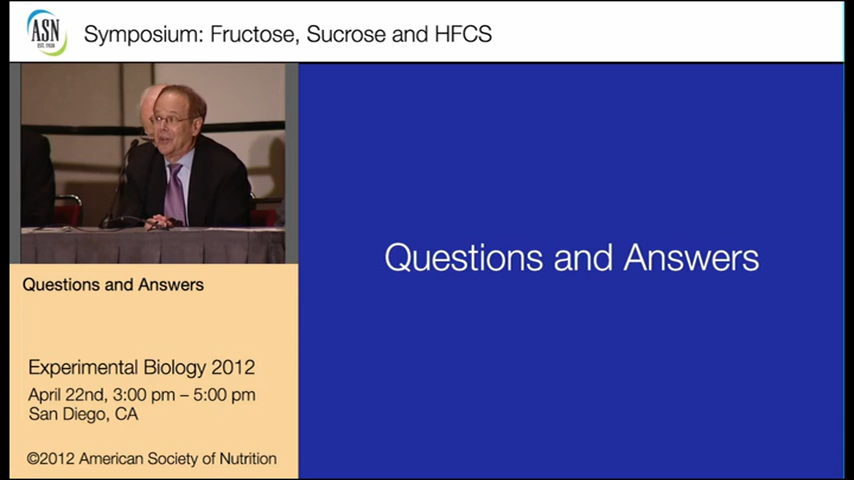 ASN
EST. 1928
Symposium: Fructose, Sucrose and HFCS
Questions and Answers
Questions and Answers
Experimental Biology 2012
April 22nd, 3:00 pm – 5:00 pm
San Diego, CA
©2012 American Society of Nutrition